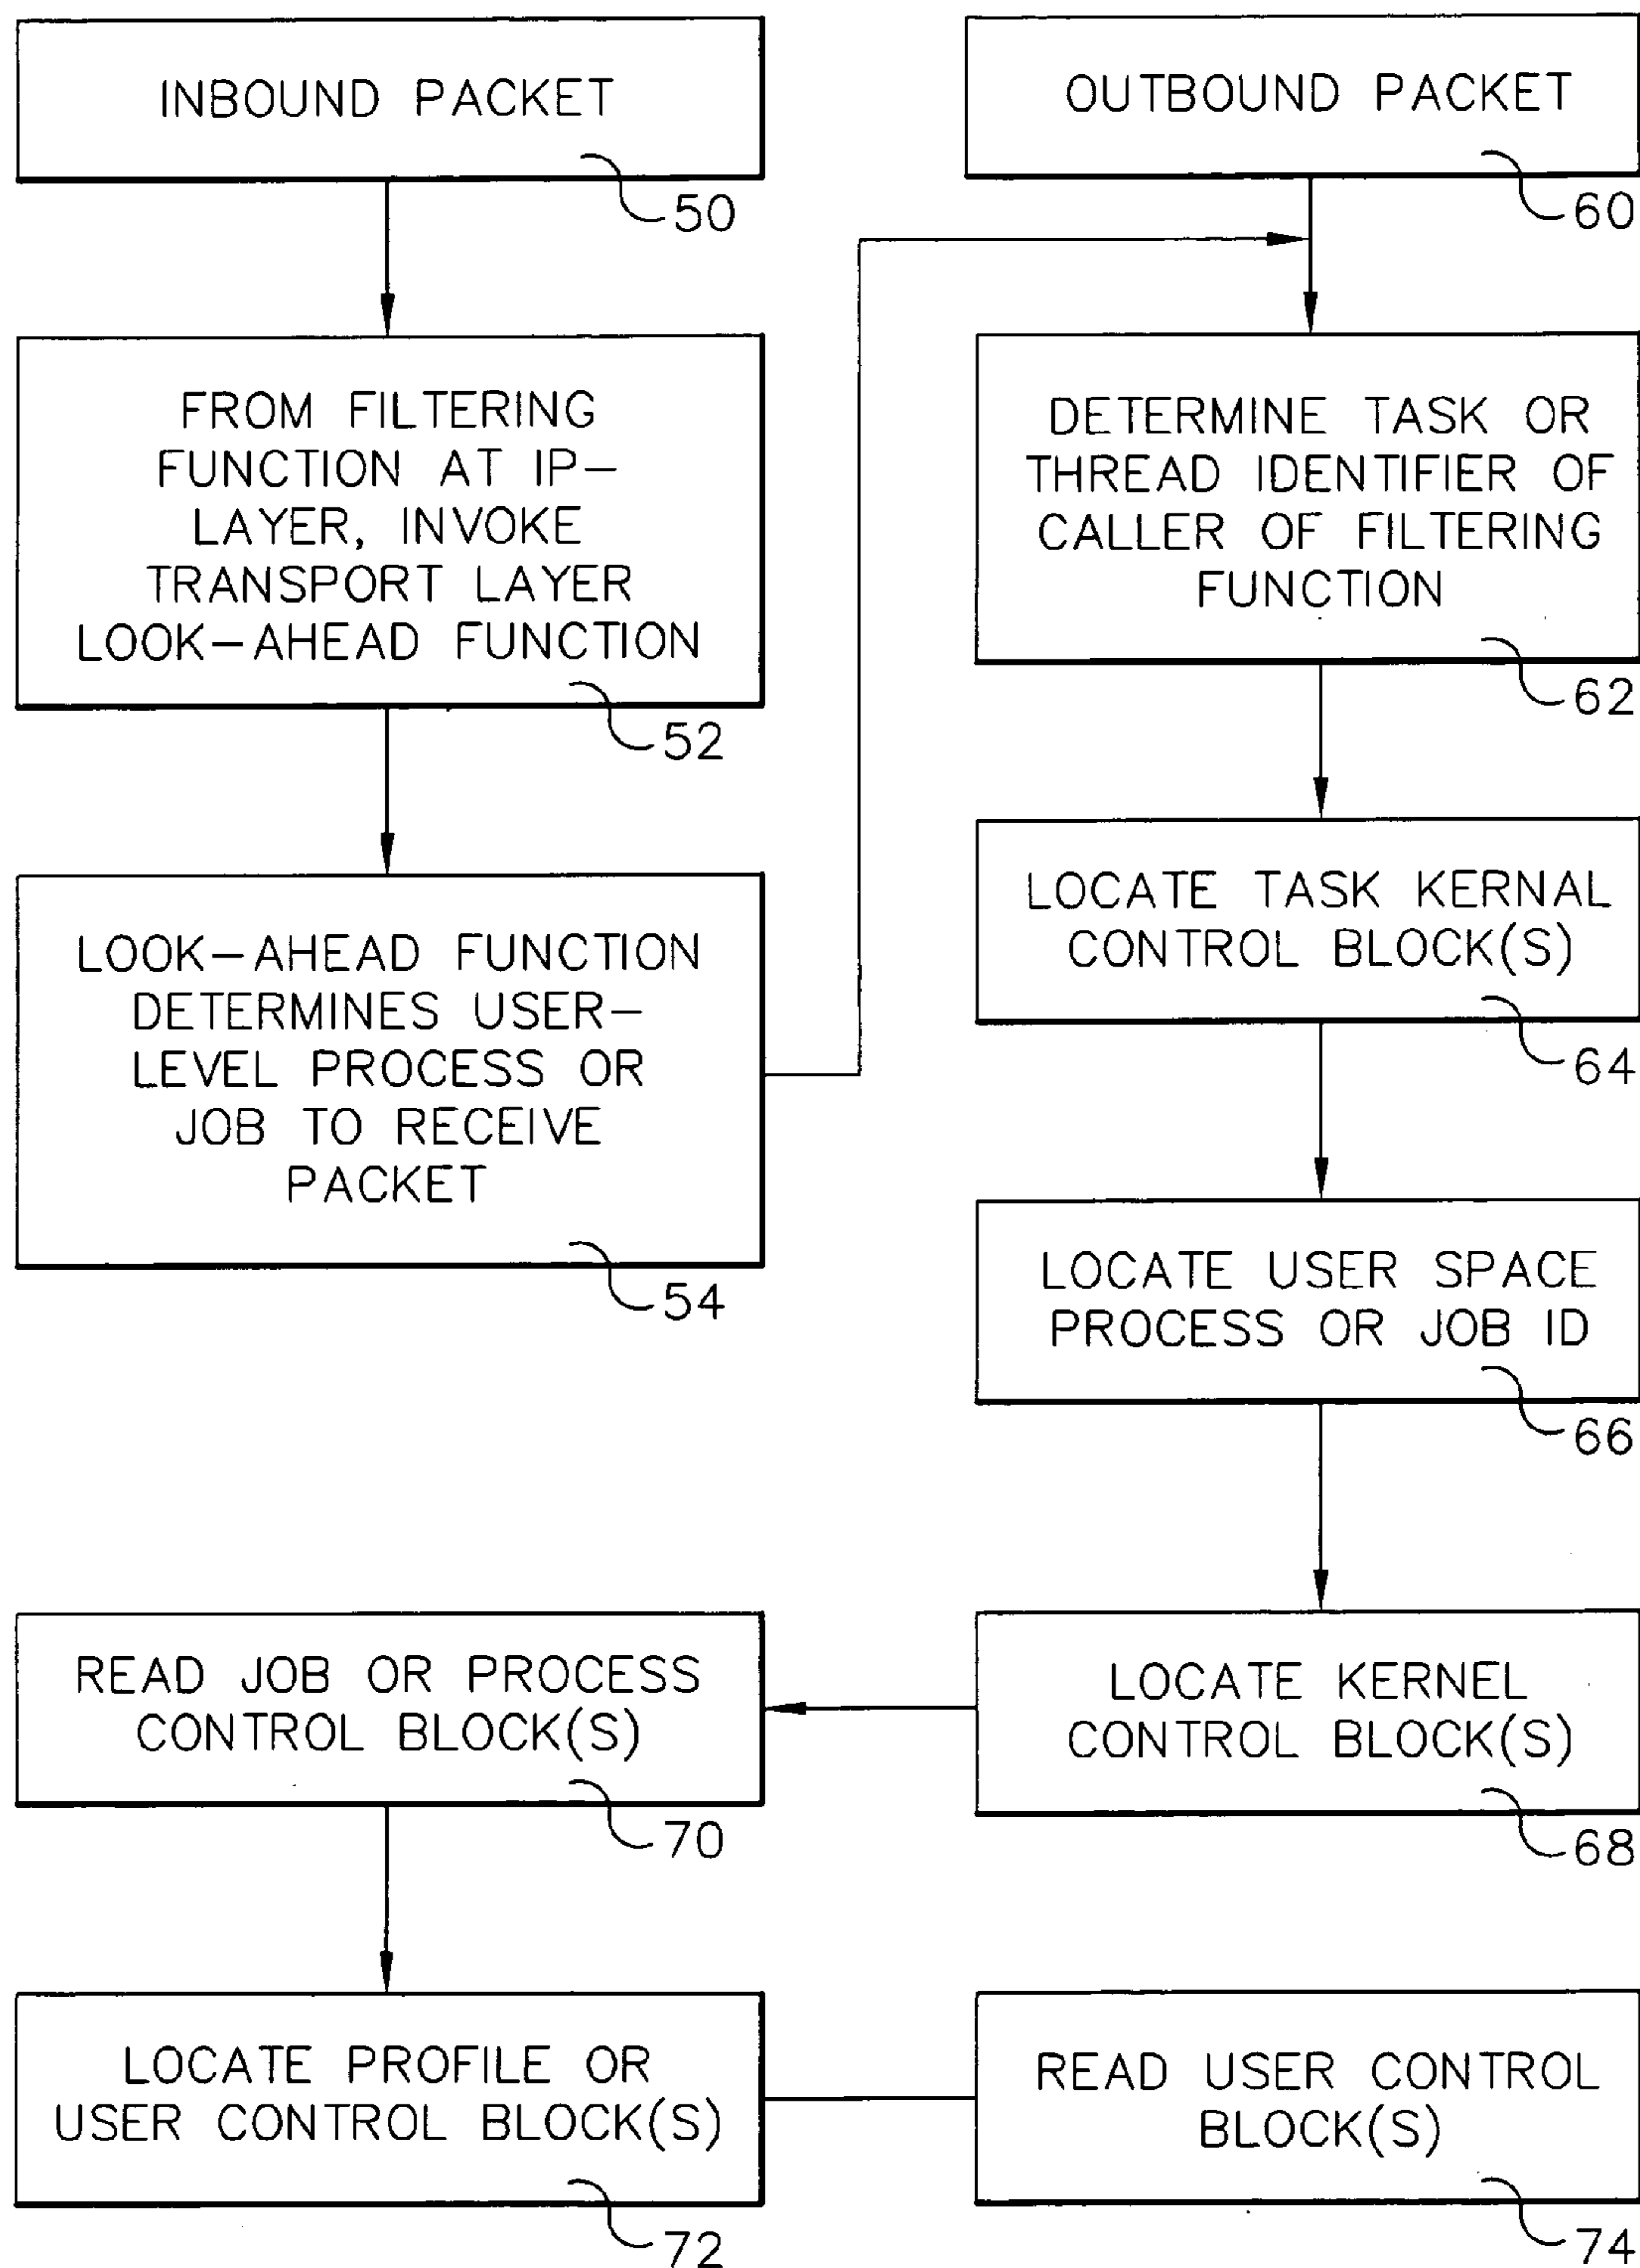 INBOUND PACKET
50
FROM FILTERING
FUNCTION AT IP–
LAYER, INVOKE
TRANSPORT LAYER
LOOK–AHEAD FUNCTION
52
LOOK–AHEAD FUNCTION
DETERMINES USER–
LEVEL PROCESS OR
JOB TO RECEIVE
PACKET
54
OUTBOUND PACKET
60
DETERMINE TASK OR
THREAD IDENTIFIER OF
CALLER OF FILTERING
FUNCTION
62
LOCATE TASK KERNAL
CONTROL BLOCK(S)
64
LOCATE USER SPACE
PROCESS OR JOB ID
66
LOCATE KERNEL
CONTROL BLOCK(S)
68
READ JOB OR PROCESS
CONTROL BLOCK(S)
70
LOCATE PROFILE OR
USER CONTROL BLOCK(S)
72
READ USER CONTROL
BLOCK(S)
74